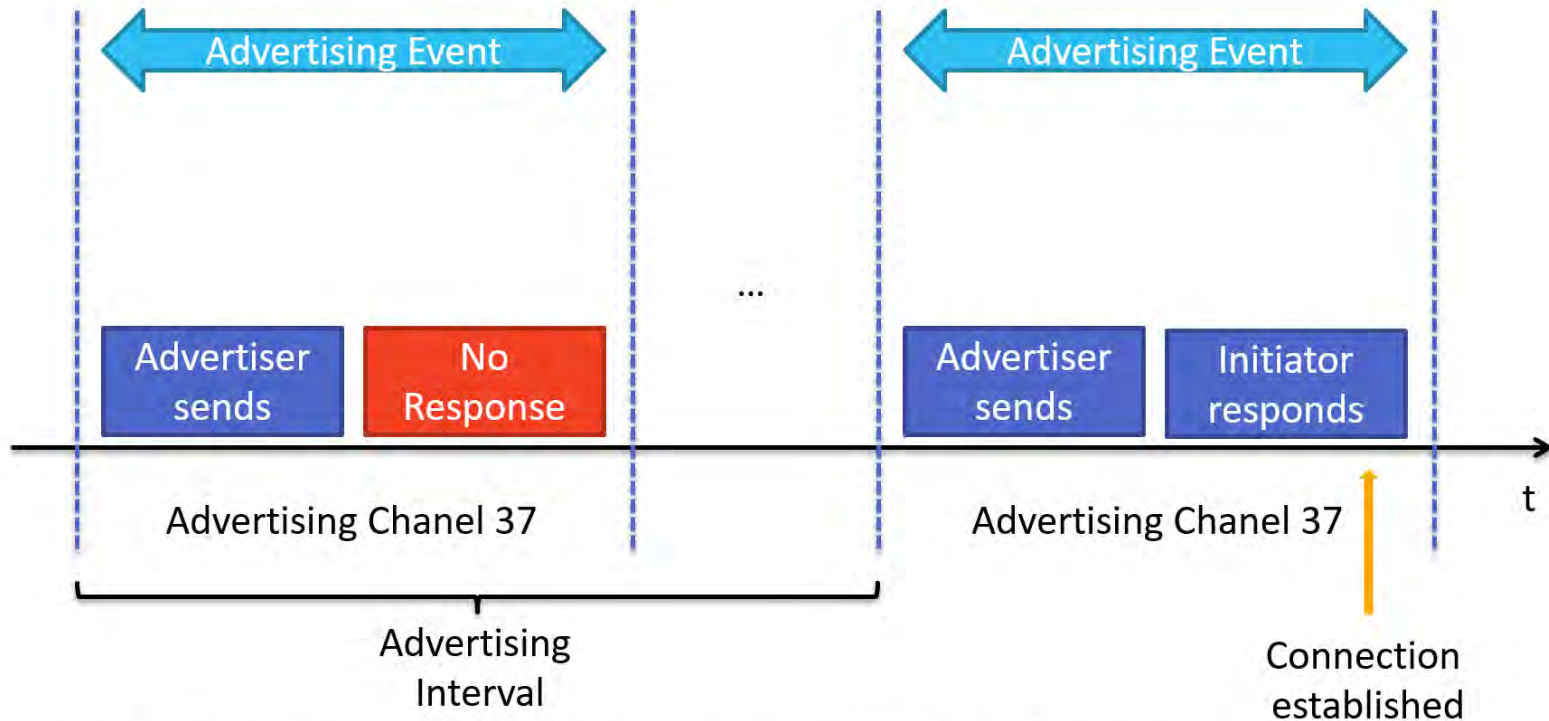 Advertising Event
Advertising Event
...
Advertiser
sends
No
Response
Advertiser
sends
Initiator
responds
t
Advertising Chanel 37
Advertising Chanel 37
Advertising
Interval
Connection
established